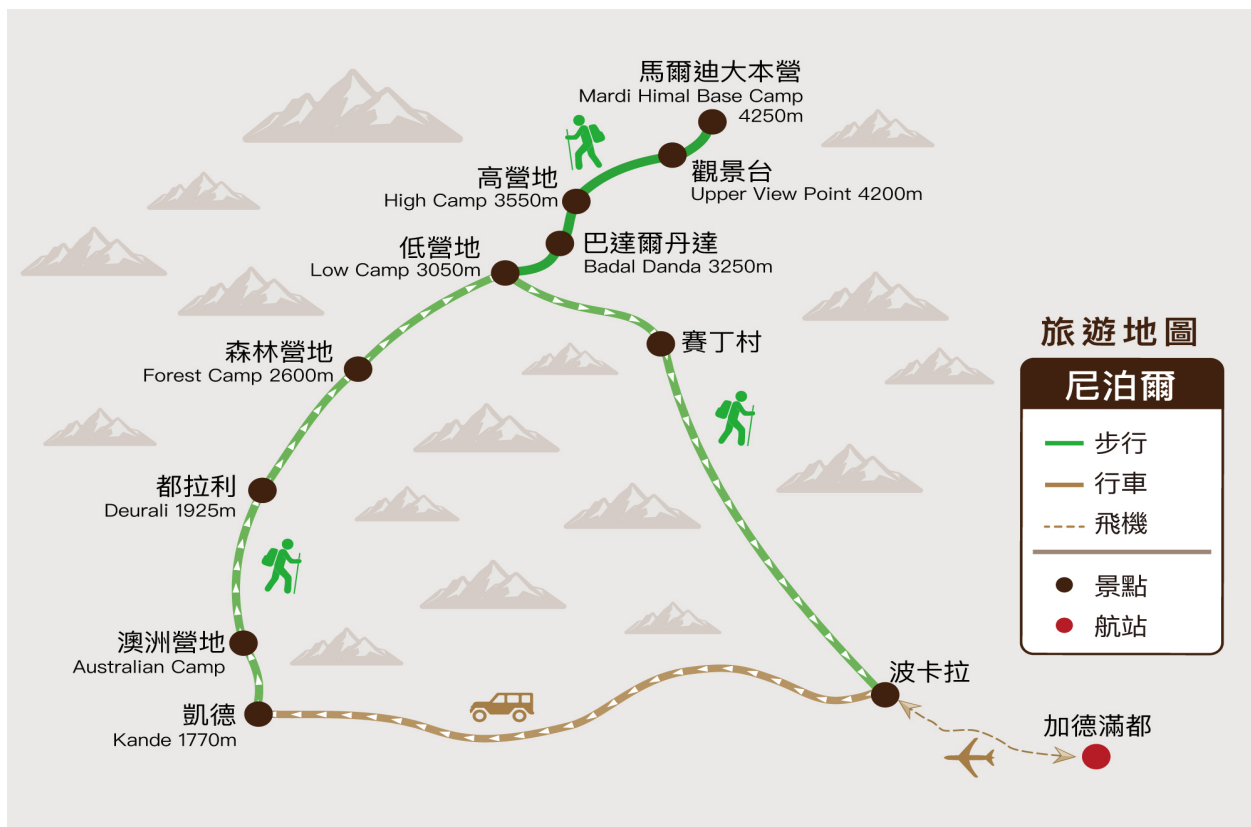 馬爾迪大本營
Mardi Himal Base Camp
4250m
觀景台
Upper View Point 4200m
高營地
High Camp 3550m
巴達爾丹達
Badal Danda 3250m
低營地
Low Camp 3050m
賽丁村
森林營地
Forest Camp 2600m
都拉利
Deurali 1925m
澳洲營地
Australian Camp
凱德
Kande 1770m
波卡拉
加德滿都
旅遊地圖
尼泊爾
步行
行車
飛機
景點
航站